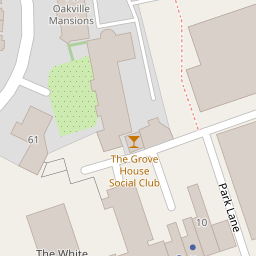 Oakville
Mansions
61
The Grove
House
Social Club
Park Lane
10
The White